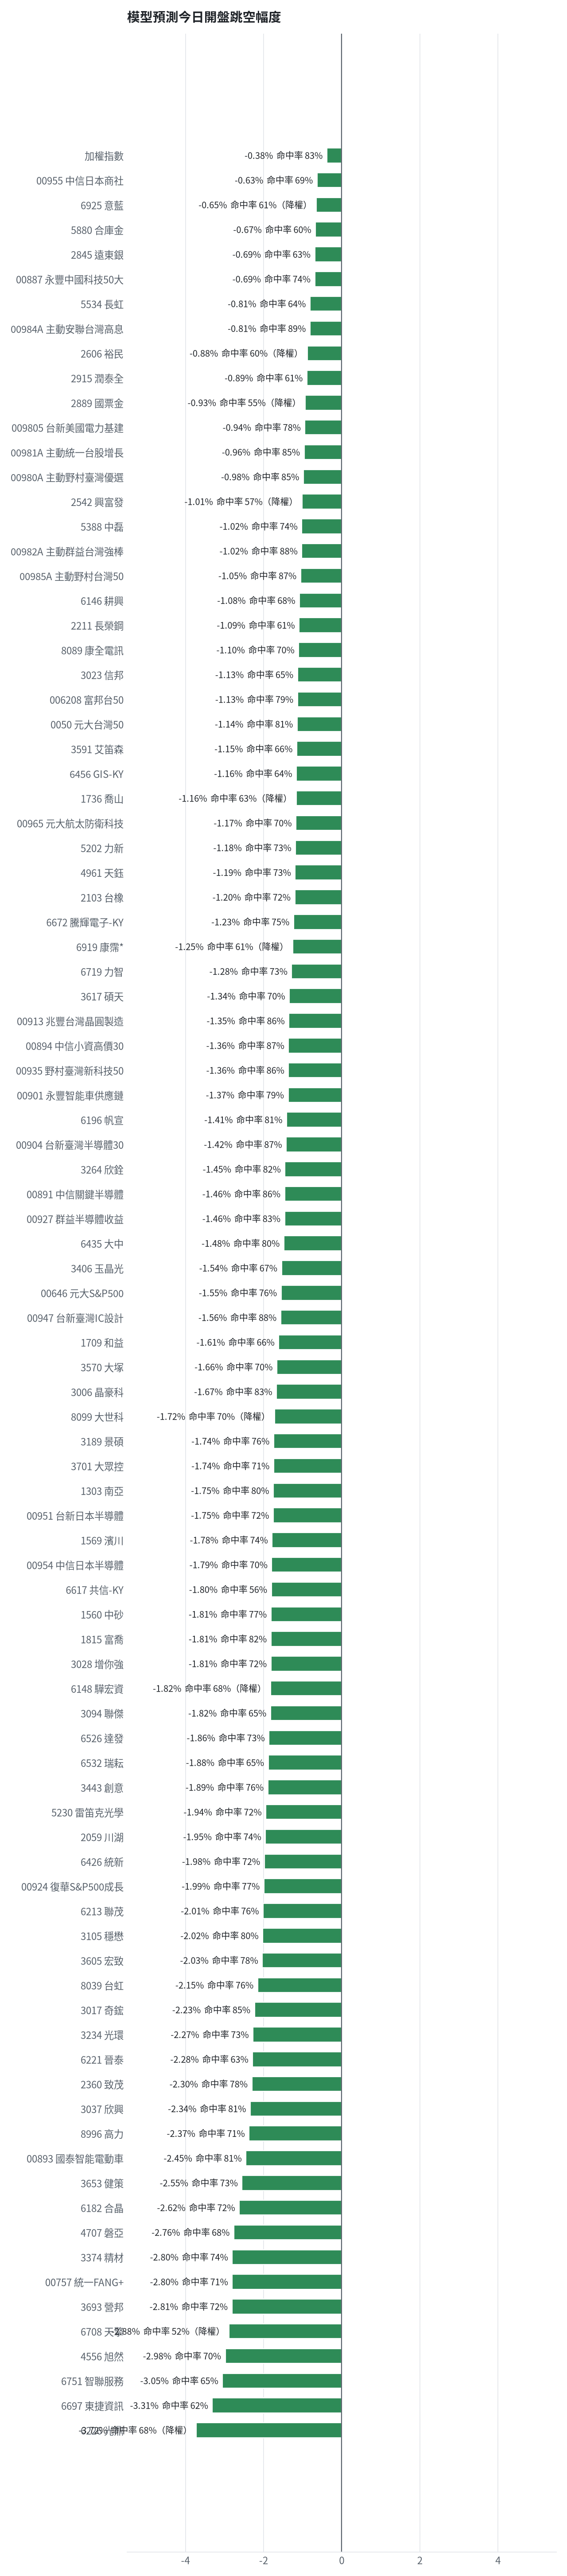 模型預測今日開盤跳空幅度
加權指數 -0.38% 命中率 83%
00955 中信日本商社 -0.63% 命中率 69%
6925 意藍 -0.65% 命中率 61%（降權）
5880 合庫金 -0.67% 命中率 60%
2845 遠東銀 -0.69% 命中率 63%
00887 永豐中國科技50大 -0.69% 命中率 74%
5534 長虹 -0.81% 命中率 64%
00984A 主動安聯台灣高息 -0.81% 命中率 89%
2606 裕民 -0.88% 命中率 60%（降權）
2915 潤泰全 -0.89% 命中率 61%
2889 國票金 -0.93% 命中率 55%（降權）
009805 台新美國電力基建 -0.94% 命中率 78%
00981A 主動統一台股增長 -0.96% 命中率 85%
00980A 主動野村臺灣優選 -0.98% 命中率 85%
2542 興富發 -1.01% 命中率 57%（降權）
5388 中磊 -1.02% 命中率 74%
00982A 主動群益台灣強棒 -1.02% 命中率 88%
00985A 主動野村台灣50 -1.05% 命中率 87%
6146 耕興 -1.08% 命中率 68%
2211 長榮鋼 -1.09% 命中率 61%
8089 康全電訊 -1.10% 命中率 70%
3023 信邦 -1.13% 命中率 65%
006208 富邦台50 -1.13% 命中率 79%
0050 元大台灣50 -1.14% 命中率 81%
3591 艾笛森 -1.15% 命中率 66%
6456 GIS-KY -1.16% 命中率 64%
1736 喬山 -1.16% 命中率 63%（降權）
00965 元大航太防衛科技 -1.17% 命中率 70%
5202 力新 -1.18% 命中率 73%
4961 天鈺 -1.19% 命中率 73%
2103 台橡 -1.20% 命中率 72%
6672 騰輝電子-KY -1.23% 命中率 75%
6919 康霈* -1.25% 命中率 61%（降權）
6719 力智 -1.28% 命中率 73%
3617 碩天 -1.34% 命中率 70%
00913 兆豐台灣晶圓製造 -1.35% 命中率 86%
00894 中信小資高價30 -1.36% 命中率 87%
00935 野村臺灣新科技50 -1.36% 命中率 86%
00901 永豐智能車供應鏈 -1.37% 命中率 79%
6196 帆宣 -1.41% 命中率 81%
00904 台新臺灣半導體30 -1.42% 命中率 87%
3264 欣銓 -1.45% 命中率 82%
00891 中信關鍵半導體 -1.46% 命中率 86%
00927 群益半導體收益 -1.46% 命中率 83%
6435 大中 -1.48% 命中率 80%
3406 玉晶光 -1.54% 命中率 67%
00646 元大S&P500 -1.55% 命中率 76%
00947 台新臺灣IC設計 -1.56% 命中率 88%
1709 和益 -1.61% 命中率 66%
3570 大塚 -1.66% 命中率 70%
3006 晶豪科 -1.67% 命中率 83%
8099 大世科 -1.72% 命中率 70%（降權）
3189 景碩 -1.74% 命中率 76%
3701 大眾控 -1.74% 命中率 71%
1303 南亞 -1.75% 命中率 80%
00951 台新日本半導體 -1.75% 命中率 72%
1569 濱川 -1.78% 命中率 74%
00954 中信日本半導體 -1.79% 命中率 70%
6617 共信-KY -1.80% 命中率 56%
1560 中砂 -1.81% 命中率 77%
1815 富喬 -1.81% 命中率 82%
3028 增你強 -1.81% 命中率 72%
6148 驊宏資 -1.82% 命中率 68%（降權）
3094 聯傑 -1.82% 命中率 65%
6526 達發 -1.86% 命中率 73%
6532 瑞耘 -1.88% 命中率 65%
3443 創意 -1.89% 命中率 76%
5230 雷笛克光學 -1.94% 命中率 72%
2059 川湖 -1.95% 命中率 74%
6426 統新 -1.98% 命中率 72%
00924 復華S&P500成長 -1.99% 命中率 77%
6213 聯茂 -2.01% 命中率 76%
3105 穩懋 -2.02% 命中率 80%
3605 宏致 -2.03% 命中率 78%
8039 台虹 -2.15% 命中率 76%
3017 奇鋐 -2.23% 命中率 85%
3234 光環 -2.27% 命中率 73%
6221 晉泰 -2.28% 命中率 63%
2360 致茂 -2.30% 命中率 78%
3037 欣興 -2.34% 命中率 81%
8996 高力 -2.37% 命中率 71%
00893 國泰智能電動車 -2.45% 命中率 81%
3653 健策 -2.55% 命中率 73%
6182 合晶 -2.62% 命中率 72%
4707 磐亞 -2.76% 命中率 68%
3374 精材 -2.80% 命中率 74%
00757 統一FANG+ -2.80% 命中率 71%
3693 營邦 -2.81% 命中率 72%
6708 -2.88% 命中率 52%（降權）
4556 旭然 -2.98% 命中率 70%
6751 智聯服務 -3.05% 命中率 65%
6697 東捷資訊 -3.31% 命中率 62%
-3.72% 命中率 68%（降權）
-4 -2 0 2 4